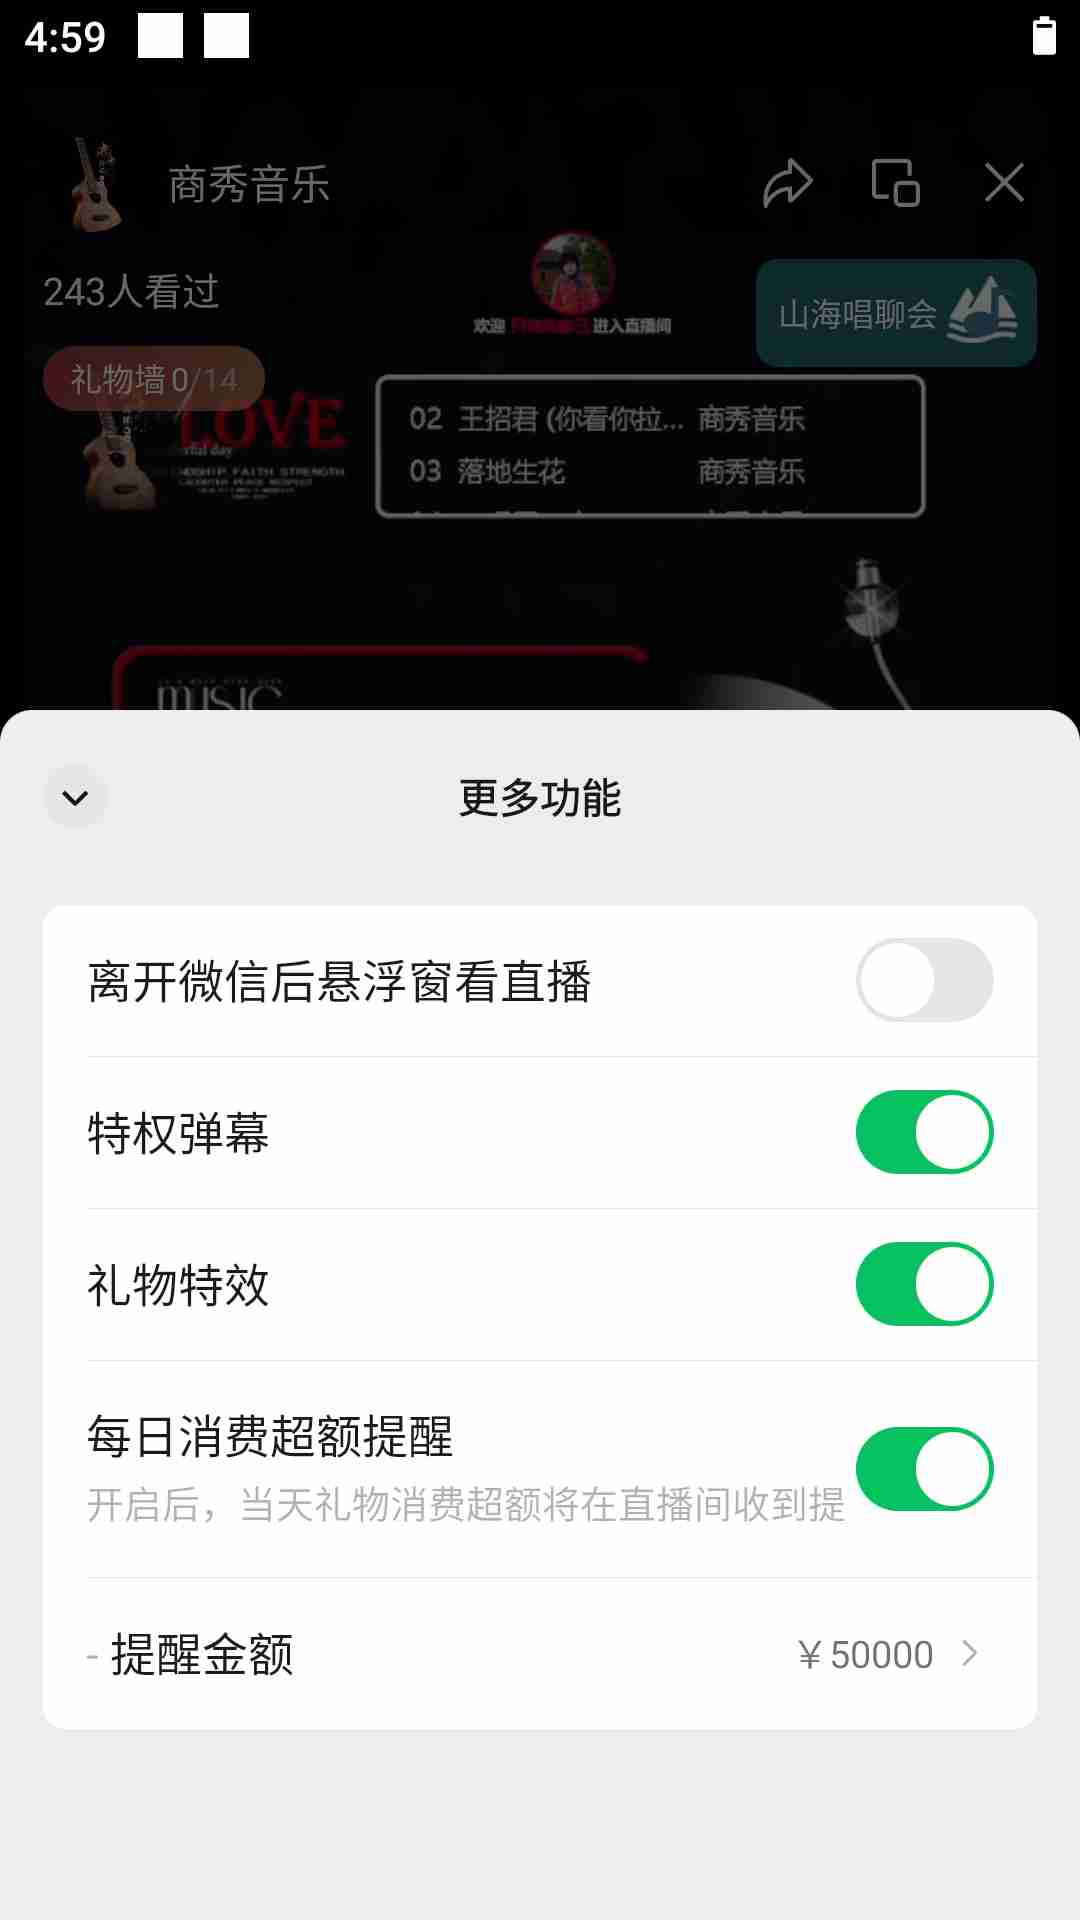 4:59
商秀音乐
243人看过
欢迎
进入直播间
山海唱聊会
礼物墙 0/14
LOVE
02 王招君 (你看你拉... 商秀音乐
03 落地生花 商秀音乐
更多功能
离开微信后悬浮窗看直播
特权弹幕
礼物特效
每日消费超额提醒
开启后，当天礼物消费超额将在直播间收到提
- 提醒金额
￥50000